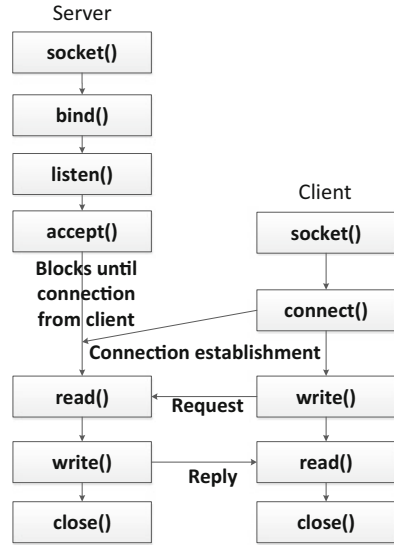 Server
socket()
bind()
listen()
accept()
Blocks until
connection
from client
Client
socket()
connect()
Connection establishment
read()
Request
write()
write()
Reply
read()
close()
close()